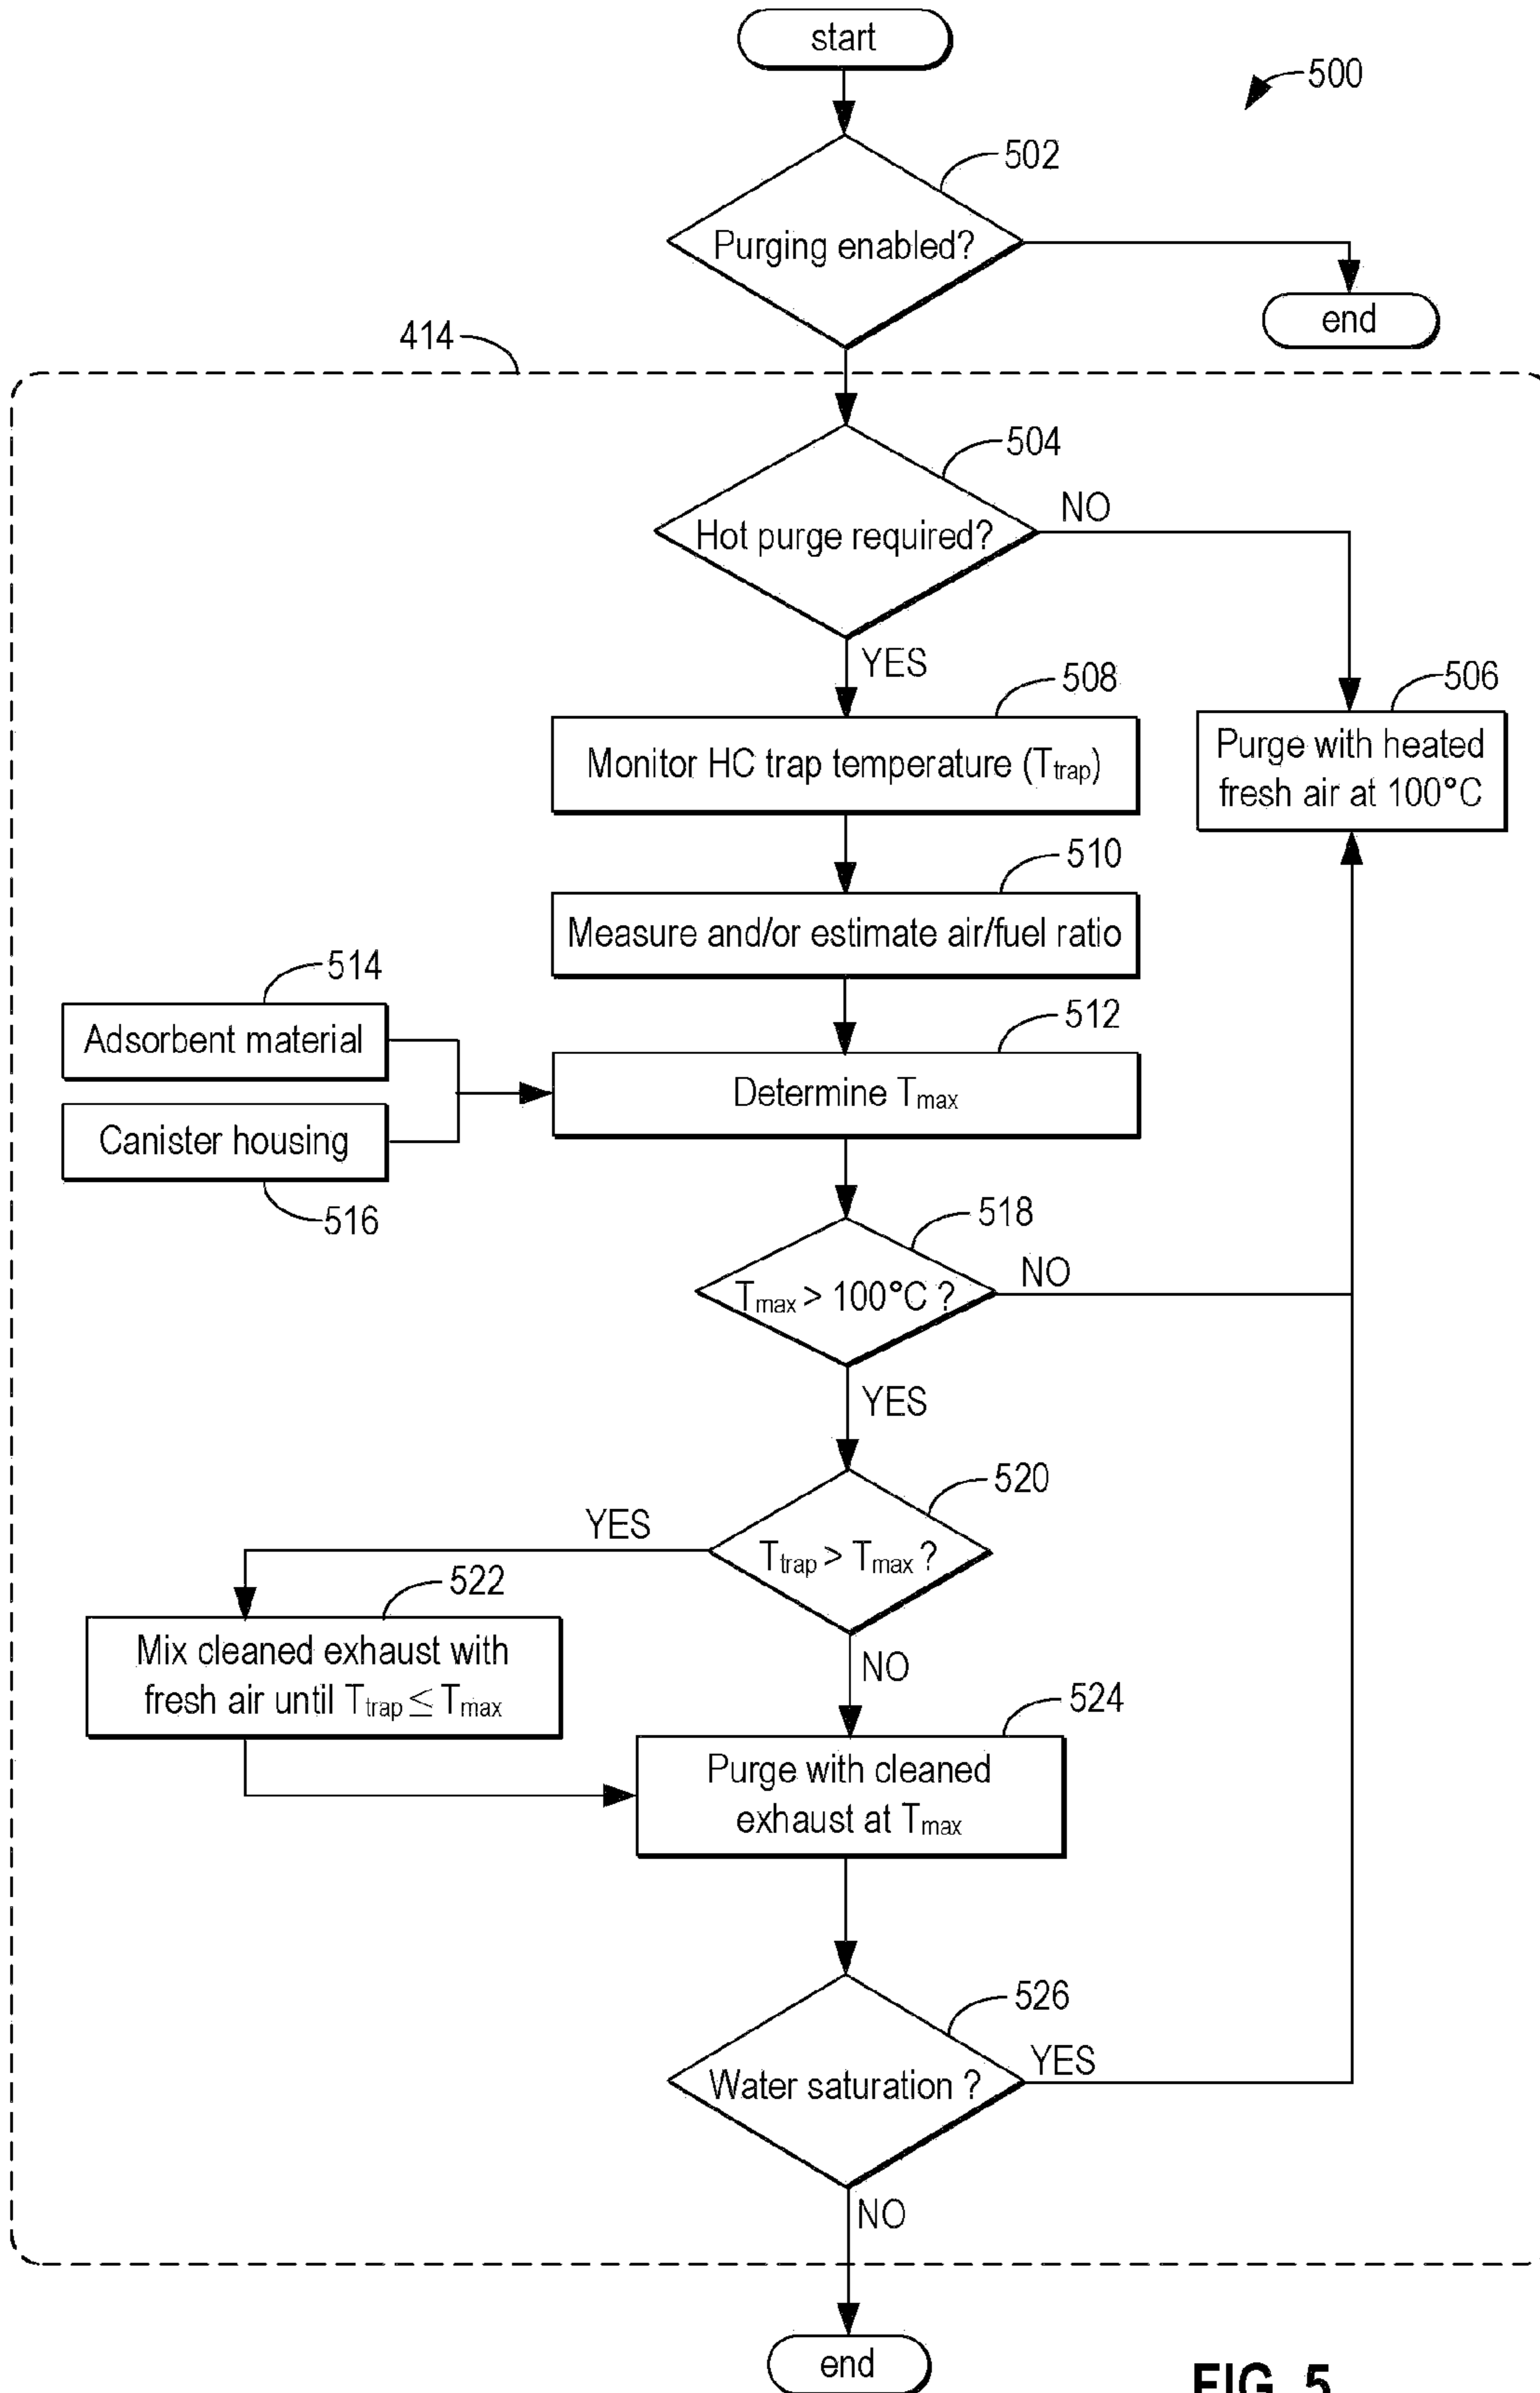 start
500
502
Purging enabled?
end
414
504
Hot purge required?
NO
YES
508
Monitor HC trap temperature (Ttrap)
506
Purge with heated
fresh air at 100°C
510
Measure and/or estimate air/fuel ratio
514
Adsorbent material
512
Determine Tmax
Canister housing
516
518
Tmax > 100°C ?
NO
YES
520
Ttrap > Tmax ?
YES
522
Mix cleaned exhaust with
fresh air until Ttrap ≤ Tmax
NO
524
Purge with cleaned
exhaust at Tmax
526
Water saturation ?
YES
NO
end
FIG. 5